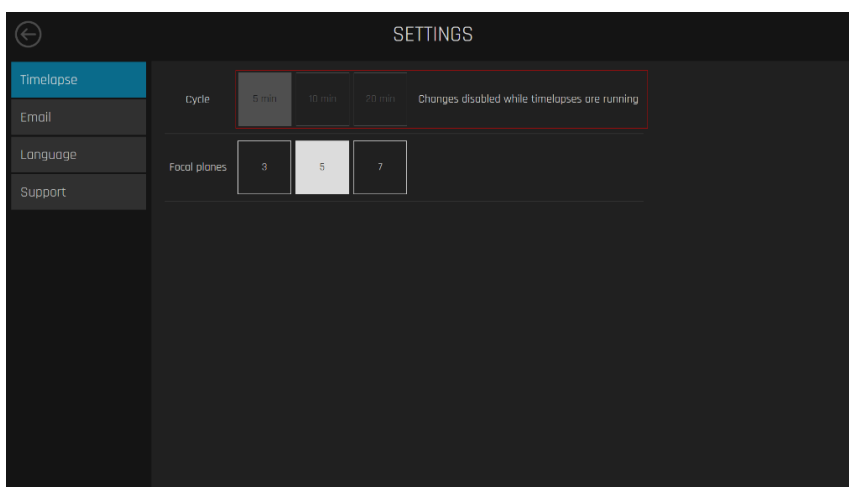 SETTINGS
Timelapse
Email
Language
Support
Cycle
5 min 10 min 20 min Changes disabled while timelapses are running
Focal planes
3 5 7